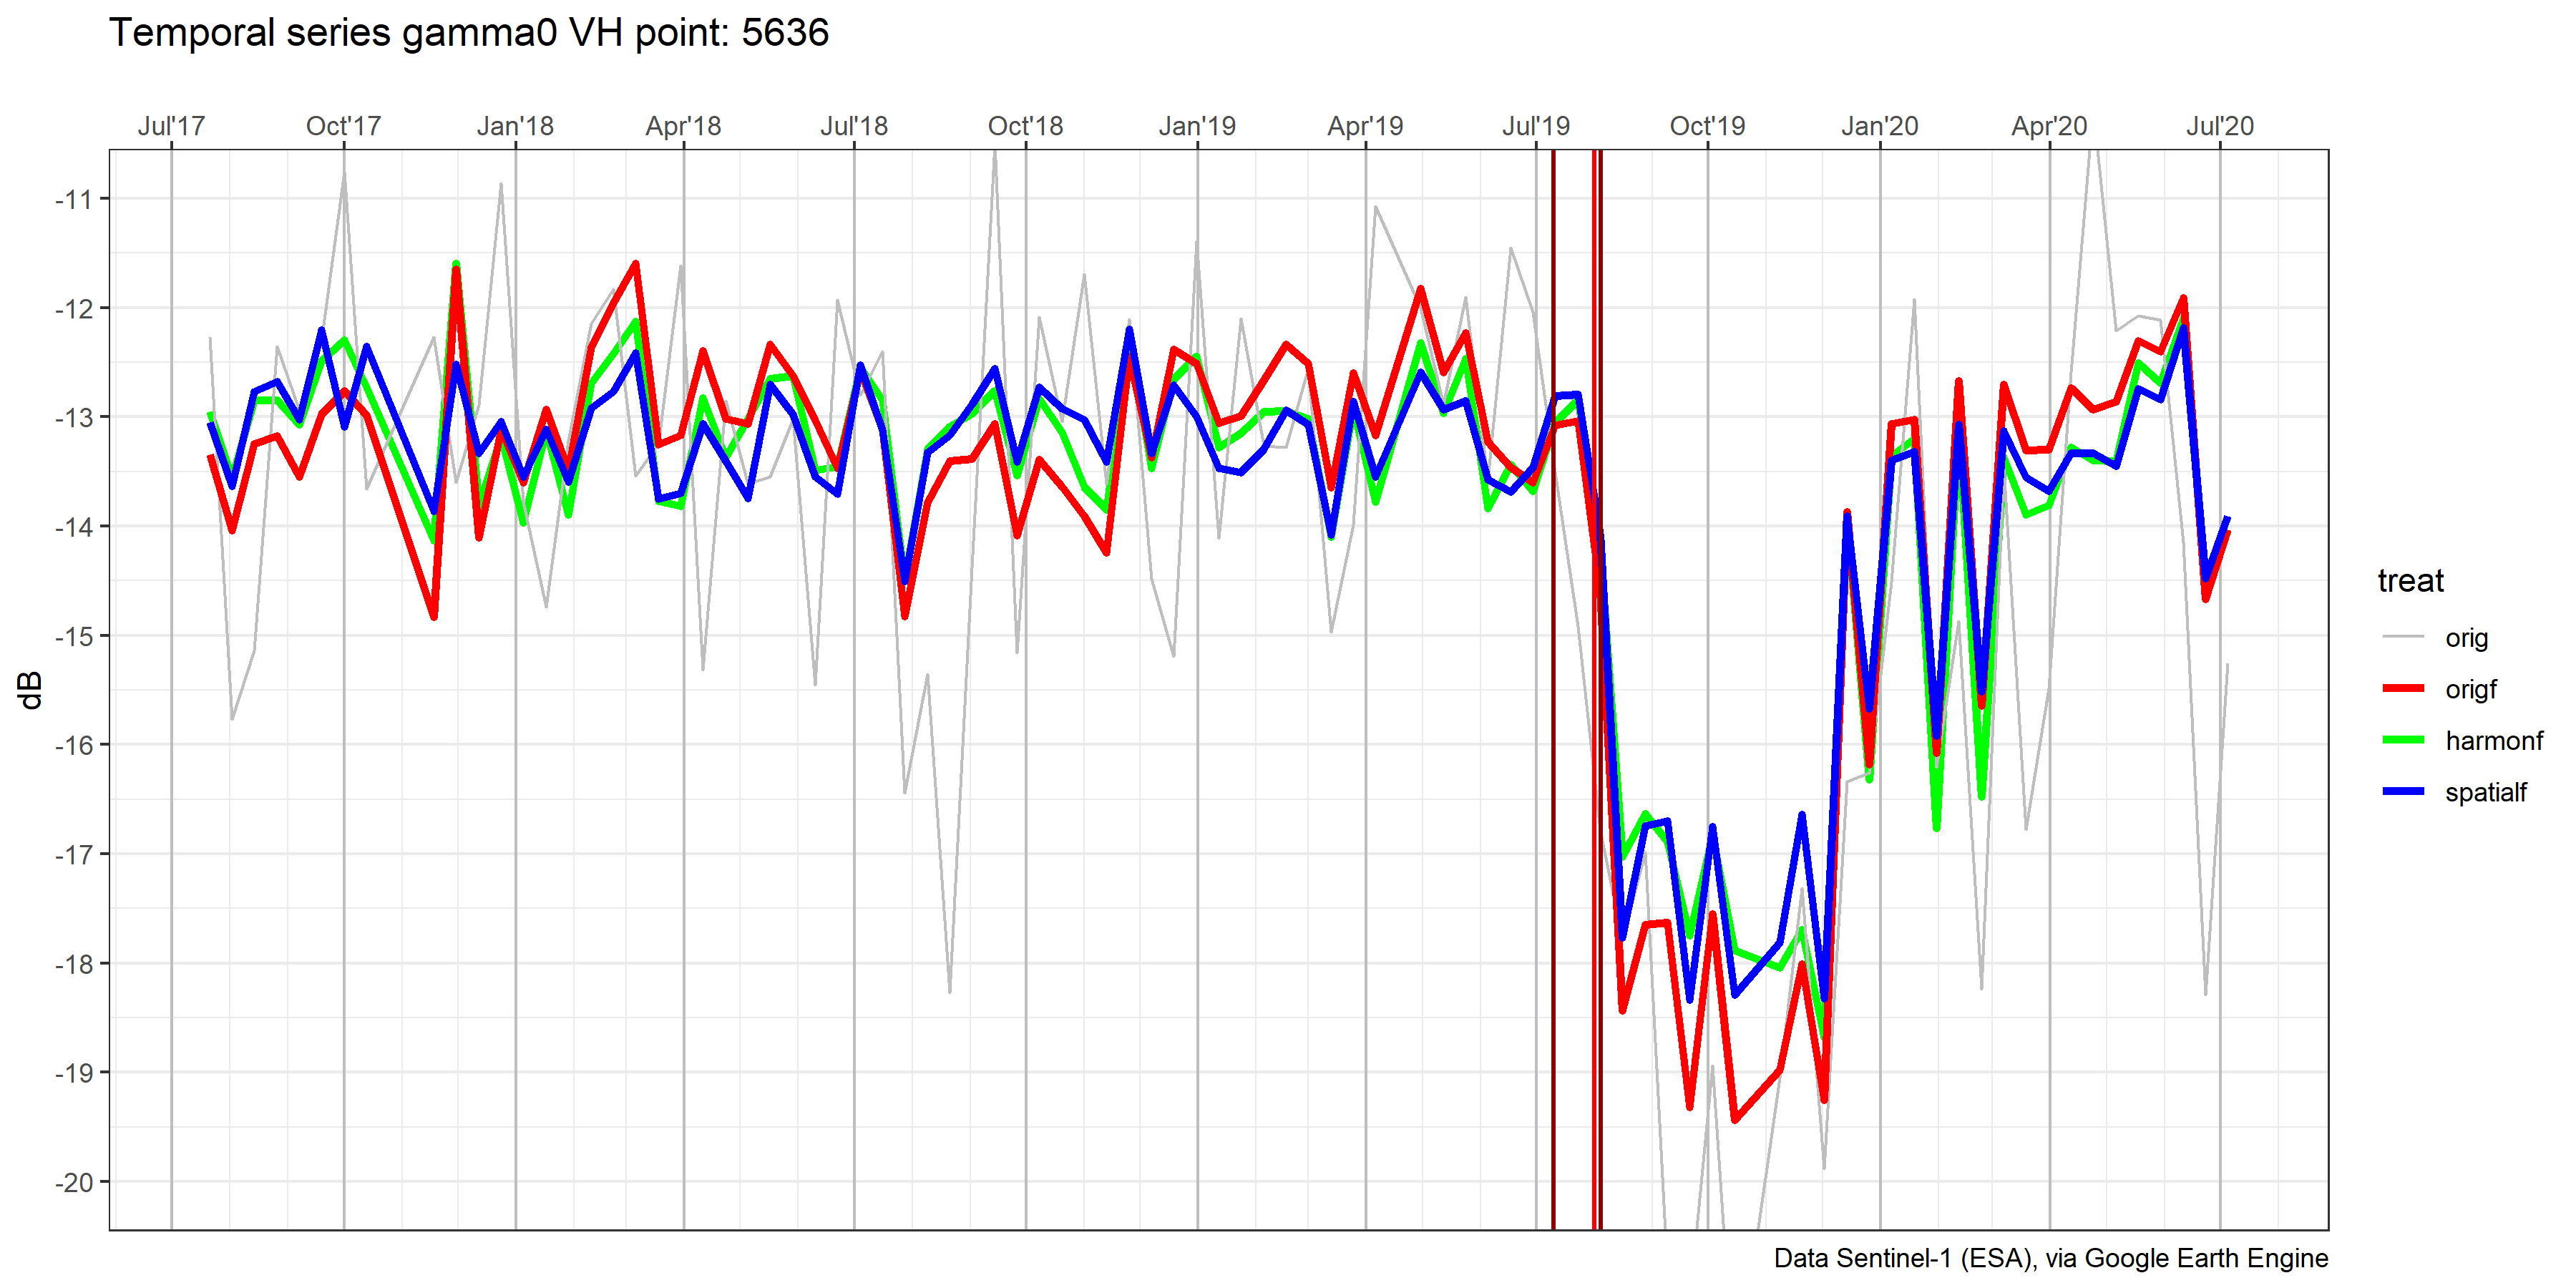 Temporal series gamma0 VH point: 5636
Jul'17 Oct'17 Jan'18 Apr'18 Jul'18 Oct'18 Jan'19 Apr'19 Jul'19 Oct'19 Jan'20 Apr'20 Jul'20
-11
-12
-13
-14
-15
-16
-17
-18
-19
-20
dB
treat
orig
origf
harmonf
spatialf
Data Sentinel-1 (ESA), via Google Earth Engine